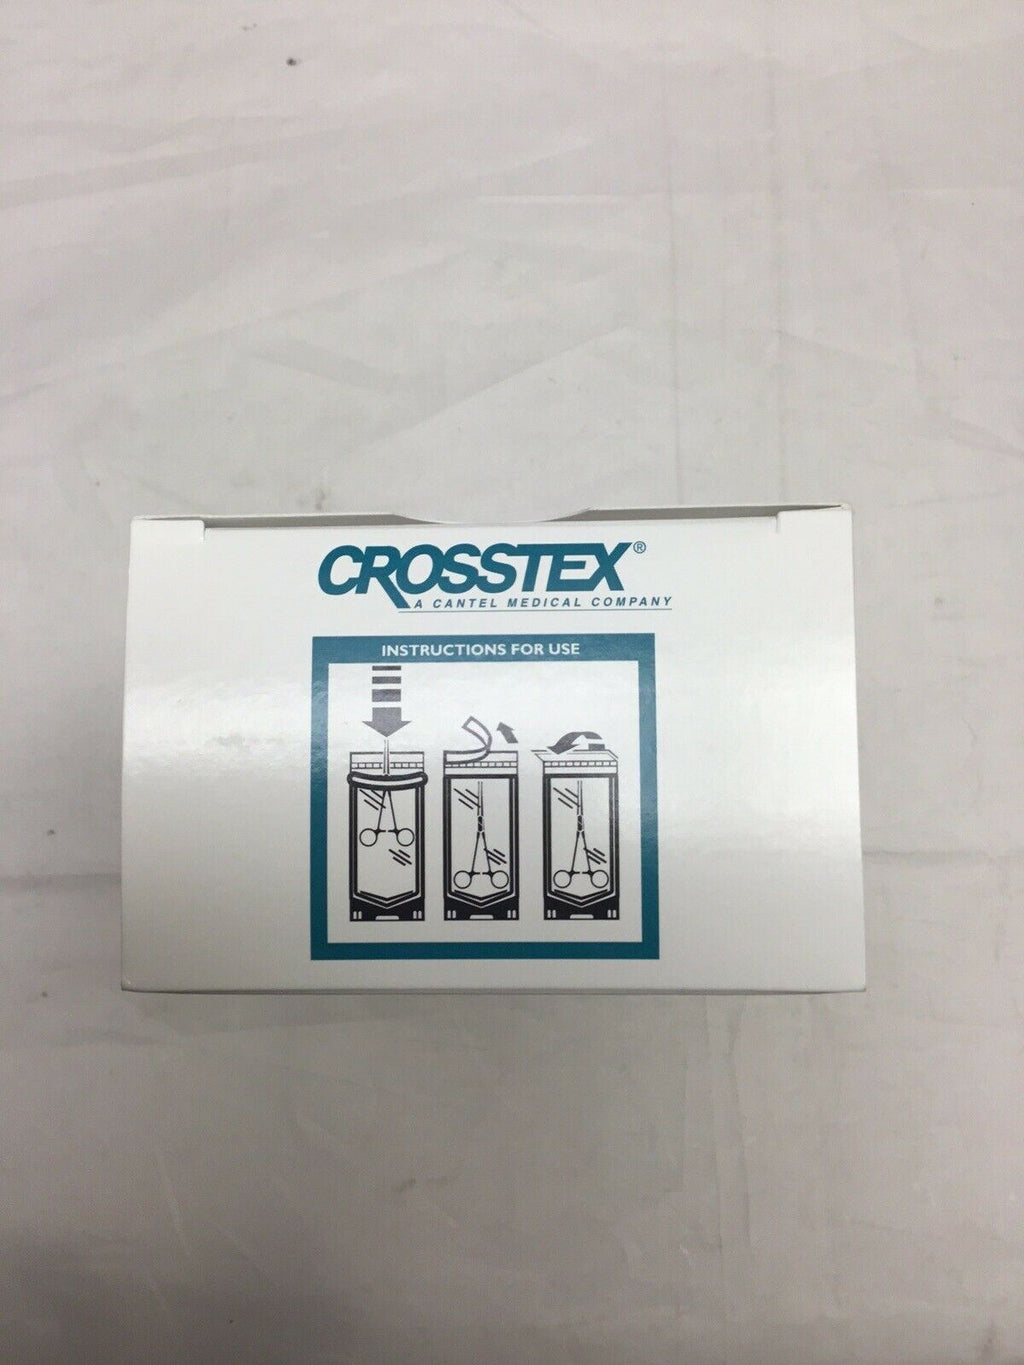 CROSSTEX®
A CANTEL MEDICAL COMPANY
INSTRUCTIONS FOR USE